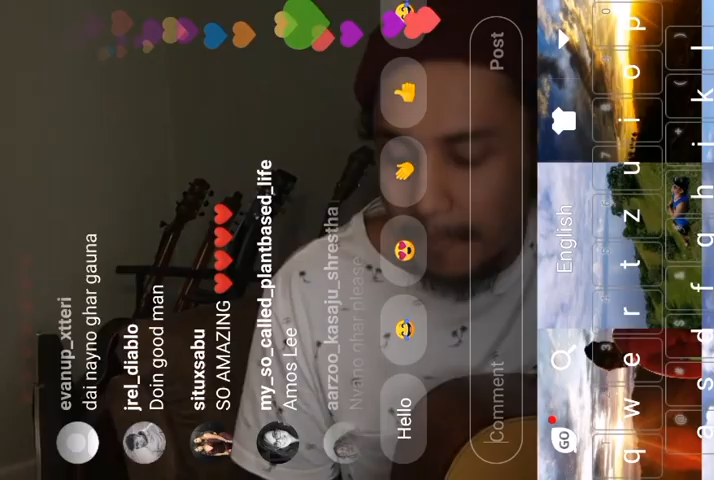 evanup_xtteri
dai nayno ghar gauna
jrel_diablo
Doin good man
situxsabu
SO AMAZING ❤️❤️❤️❤️
my_so_called_plantbased_life
Amos Lee
aarzoo_kasaju_shrestha
Nyano ghar please
Hello
Comment
Post
GO
English
q w e r t z u i o p
a s d f g h j k l